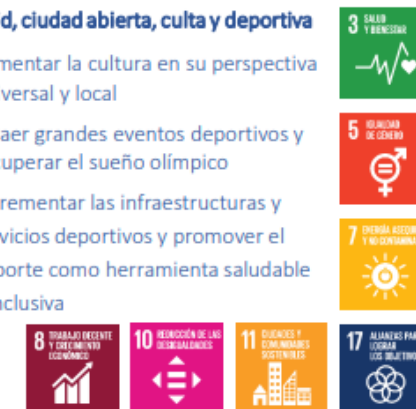 d, ciudad abierta, culta y deportiva
mentar la cultura en su perspectiva
versal y local
aer grandes eventos deportivos y
cuperar el sueño olímpico
rementar las infraestructuras y
vicios deportivos y promover el
porte como herramienta saludable
nclusiva
3 SALUD
Y BIENESTAR
5 IGUALDAD
DE GÉNERO
7 ENERGÍA ASEQUI
Y NO CONTAMINA
8 TRABAJO DECENTE
Y CRECIMIENTO
ECONÓMICO
10 REDUCCIÓN DE LAS
DESIGUALDADES
11 CIUDADES Y
COMUNIDADES
SOSTENIBLES
17 ALIANZAS PAR
LOGRAR
LOS OBJETIVO